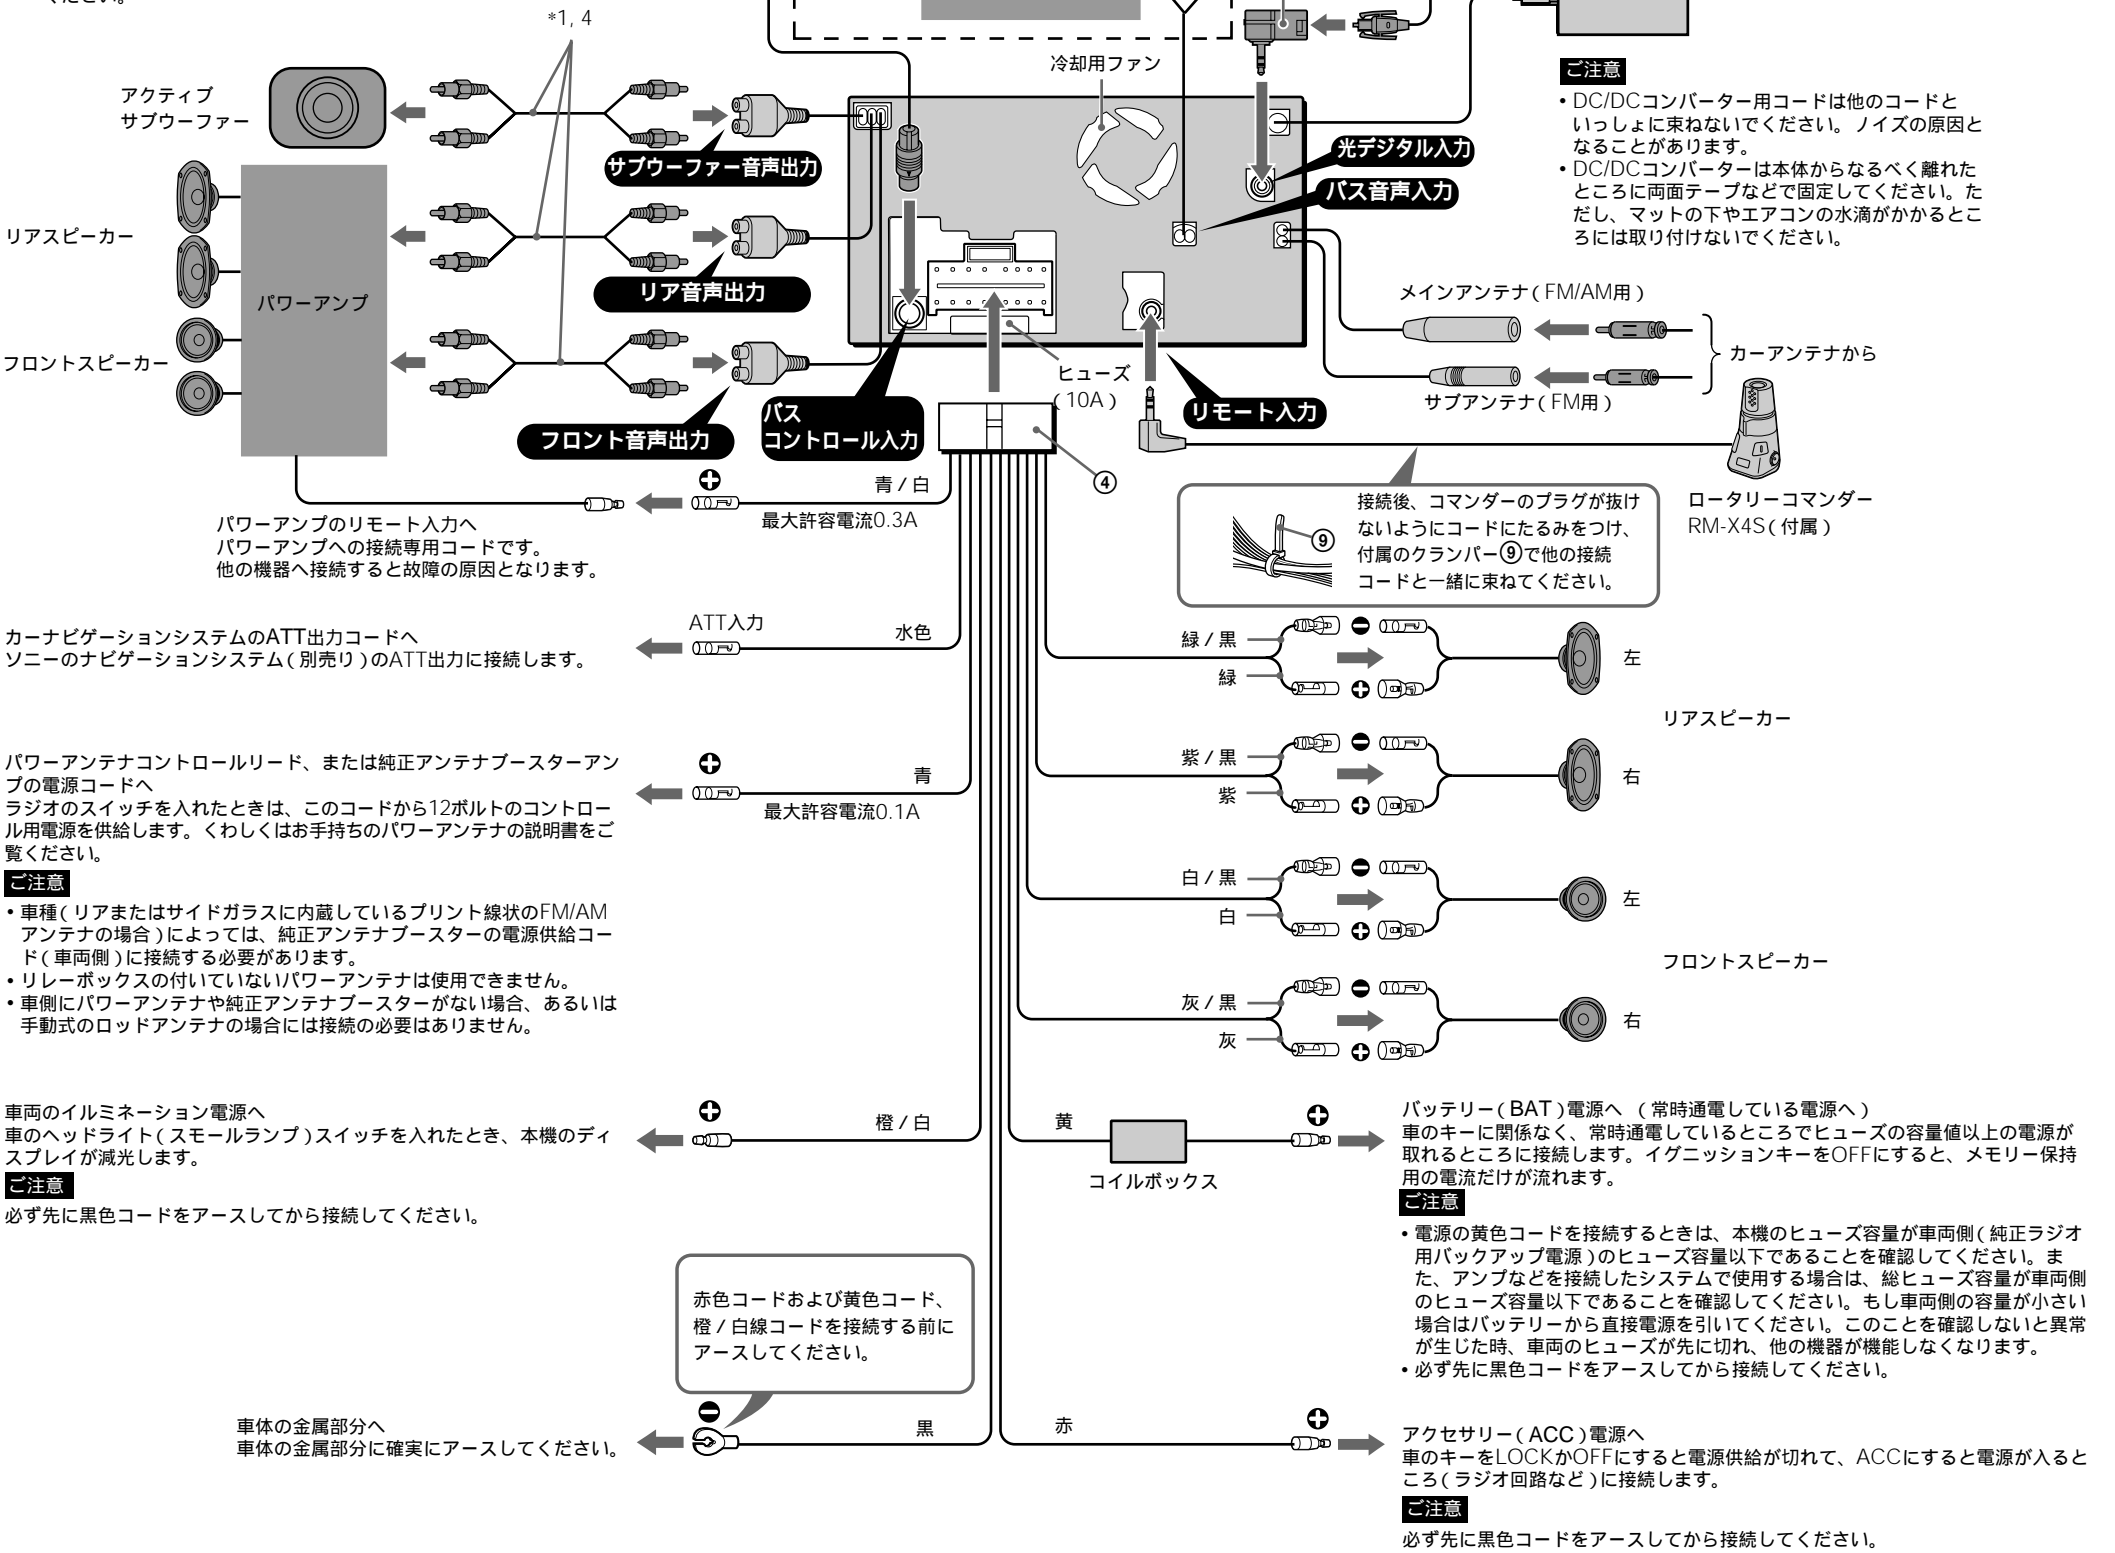 ください。
*1, 4
冷却用ファン
アクティブ
サブウーファー
サブウーファー音声出力
光デジタル入力
バス音声入力
ご注意
• DC/DCコンバーター用コードは他のコードと
いっしょに束ねないでください。ノイズの原因と
なることがあります。
• DC/DCコンバーターは本体からなるべく離れた
ところに両面テープなどで固定してください。た
だし、マットの下やエアコンの水滴がかかるとこ
ろには取り付けないでください。
リアスピーカー
パワーアンプ
リア音声出力
フロントスピーカー
フロント音声出力
バス
コントロール入力
ヒューズ
(10A)
リモート入力
メインアンテナ(FM/AM用)
カーアンテナから
サブアンテナ(FM用)
④
ロータリーコマンダー
RM-X4S(付属)
接続後、コマンダーのプラグが抜け
ないようにコードにたるみをつけ、
付属のクランパー⑨で他の接続
コードと一緒に束ねてください。
⑨
青/白
最大許容電流0.3A
パワーアンプのリモート入力へ
パワーアンプへの接続専用コードです。
他の機器へ接続すると故障の原因となります。
ATT入力
水色
カーナビゲーションシステムのATT出力コードへ
ソニーのナビゲーションシステム(別売り)のATT出力に接続します。
緑/黒
緑
左
リアスピーカー
紫/黒
紫
右
パワーアンテナコントロールリード、または純正アンテナブースターアン
プの電源コードへ
ラジオのスイッチを入れたときは、このコードから12ボルトのコントロー
ル用電源を供給します。くわしくはお手持ちのパワーアンテナの説明書をご
覧ください。
青
最大許容電流0.1A
ご注意
• 車種(リアまたはサイドガラスに内蔵しているプリント線状のFM/AM
アンテナの場合)によっては、純正アンテナブースターの電源供給コー
ド(車両側)に接続する必要があります。
• リレーボックスの付いていないパワーアンテナは使用できません。
• 車側にパワーアンテナや純正アンテナブースターがない場合、あるいは
手動式のロッドアンテナの場合には接続の必要はありません。
白/黒
白
左
フロントスピーカー
灰/黒
灰
右
車両のイルミネーション電源へ
車のヘッドライト(スモールランプ)スイッチを入れたとき、本機のディ
スプレイが減光します。
ご注意
必ず先に黒色コードをアースしてから接続してください。
橙/白
黄
コイルボックス
バッテリー(BAT)電源へ (常時通電している電源へ)
車のキーに関係なく、常時通電しているところでヒューズの容量値以上の電源が
取れるところに接続します。イグニッションキーをOFFにすると、メモリー保持
用の電流だけが流れます。
ご注意
• 電源の黄色コードを接続するときは、本機のヒューズ容量が車両側(純正ラジオ
用バックアップ電源)のヒューズ容量以下であることを確認してください。ま
た、アンプなどを接続したシステムで使用する場合は、総ヒューズ容量が車両側
のヒューズ容量以下であることを確認してください。もし車両側の容量が小さい
場合はバッテリーから直接電源を引いてください。このことを確認しないと異常
が生じた時、車両のヒューズが先に切れ、他の機器が機能しなくなります。
• 必ず先に黒色コードをアースしてから接続してください。
赤色コードおよび黄色コード、
橙/白線コードを接続する前に
アースしてください。
車体の金属部分へ
車体の金属部分に確実にアースしてください。
黒
赤
アクセサリー(ACC)電源へ
車のキーをLOCKかOFFにすると電源供給が切れて、ACCにすると電源が入ると
ころ(ラジオ回路など)に接続します。
ご注意
必ず先に黒色コードをアースしてから接続してください。